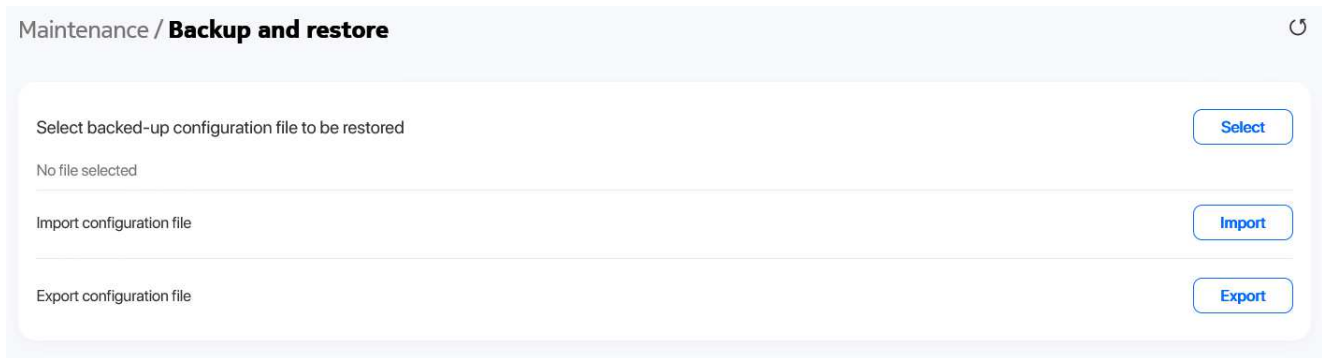 Maintenance / Backup and restore
Select backed-up configuration file to be restored
Select
No file selected
Import configuration file
Import
Export configuration file
Export